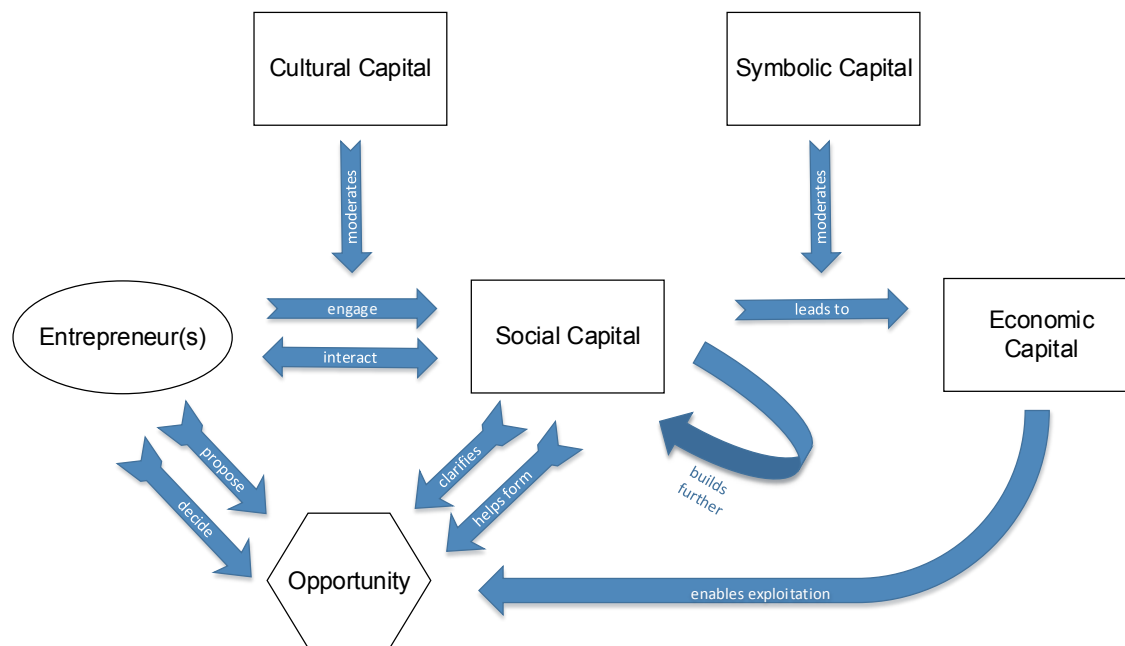 Cultural Capital
Symbolic Capital
moderates
moderates
Entrepreneur(s)
engage
interact
Social Capital
leads to
Economic
Capital
propose
decide
clarifies
helps form
builds
further
Opportunity
enables exploitation